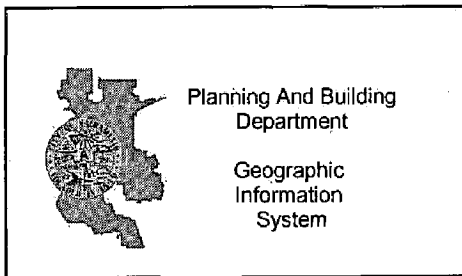 Planning And Building
Department
Geographic
Information
System